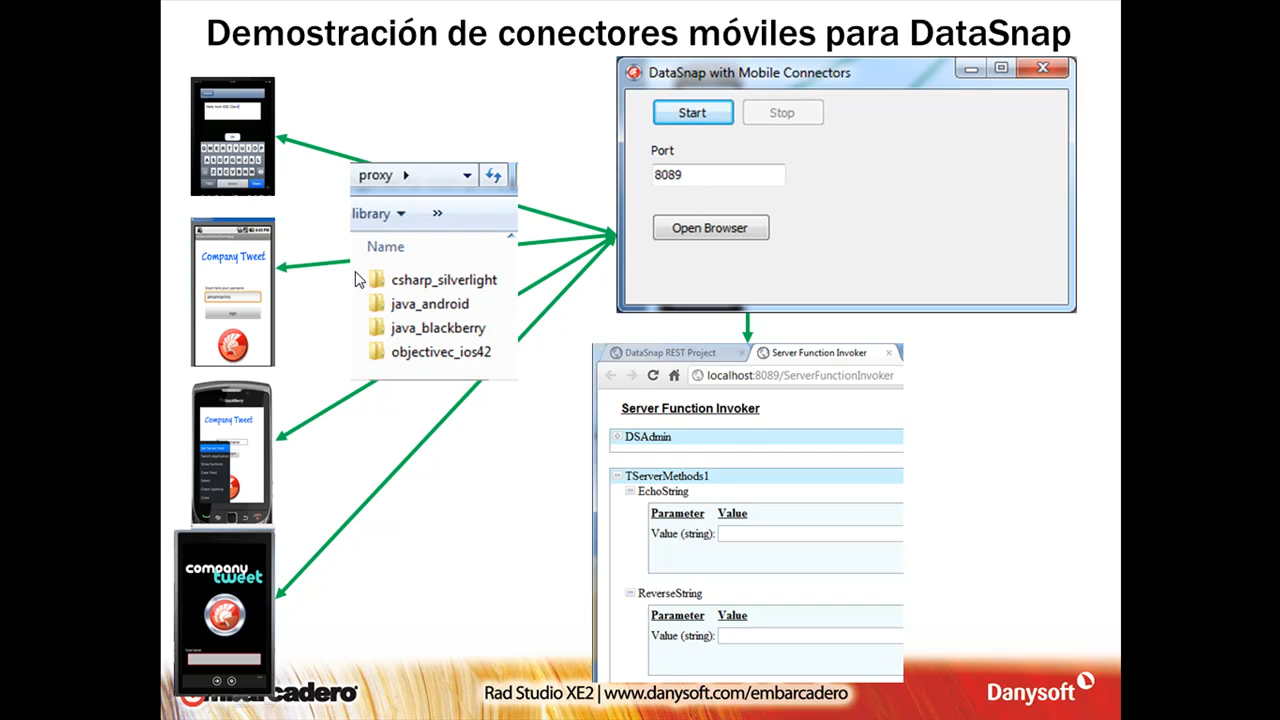 Demostración de conectores móviles para DataSnap
DataSnap with Mobile Connectors
Start
Stop
Port
8089
Open Browser
proxy
library
»
Name
csharp_silverlight
java_android
java_blackberry
objectivec_ios42
Company Tweet
Company Tweet
BlackBerry
company
tweet
Username
DataSnap REST Project
Server Function Invoker
localhost:8089/ServerFunctionInvoker
Server Function Invoker
DSAdmin
TServerMethods1
EchoString
Parameter Value
Value (string):
ReverseString
Parameter Value
Value (string):
embarcadero
Rad Studio XE2 | www.danysoft.com/embarcadero
Danysoft